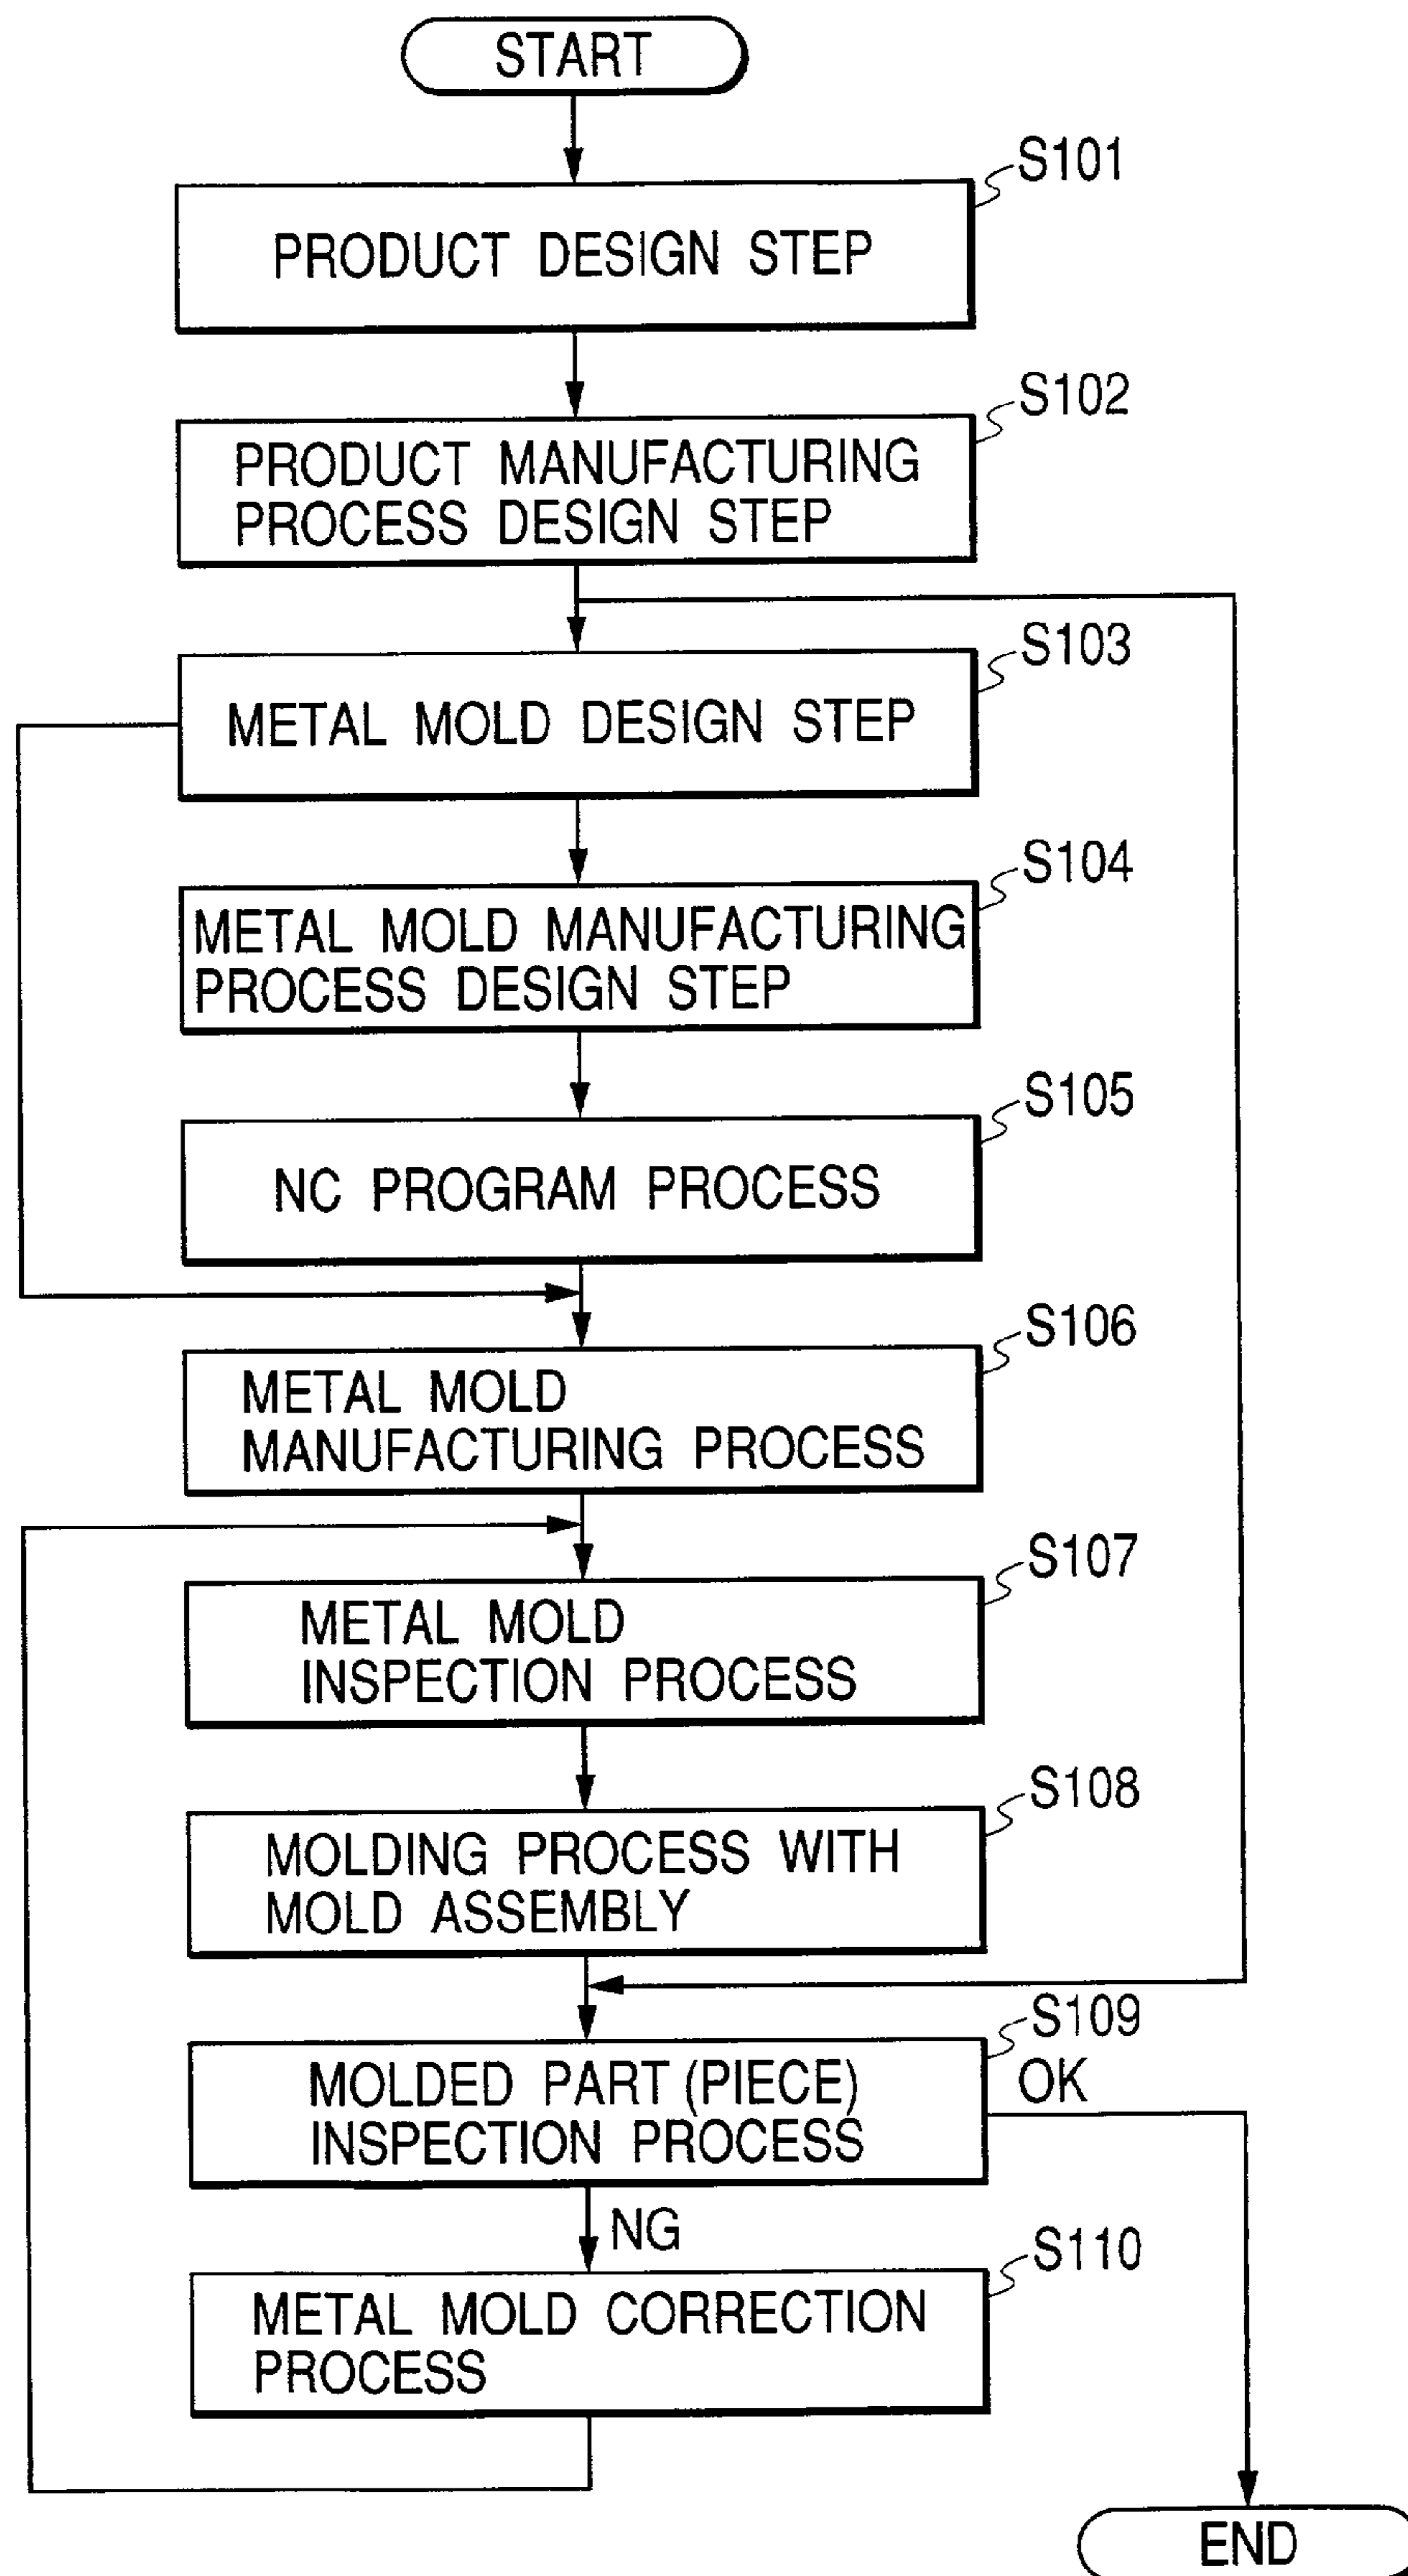 START
S101
PRODUCT DESIGN STEP
S102
PRODUCT MANUFACTURING
PROCESS DESIGN STEP
S103
METAL MOLD DESIGN STEP
S104
METAL MOLD MANUFACTURING
PROCESS DESIGN STEP
S105
NC PROGRAM PROCESS
S106
METAL MOLD
MANUFACTURING PROCESS
S107
METAL MOLD
INSPECTION PROCESS
S108
MOLDING PROCESS WITH
MOLD ASSEMBLY
S109
OK
MOLDED PART (PIECE)
INSPECTION PROCESS
NG
S110
METAL MOLD CORRECTION
PROCESS
END